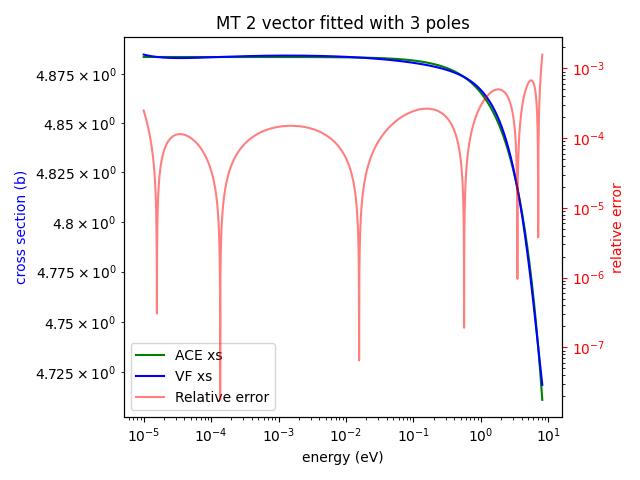 MT 2 vector fitted with 3 poles
cross section (b)
4.875 × 10⁰
4.85 × 10⁰
4.825 × 10⁰
4.8 × 10⁰
4.775 × 10⁰
4.75 × 10⁰
4.725 × 10⁰
ACE xs
VF xs
Relative error
10⁻³
10⁻⁴
10⁻⁵
10⁻⁶
10⁻⁷
relative error
10⁻⁵ 10⁻⁴ 10⁻³ 10⁻² 10⁻¹ 10⁰ 10¹
energy (eV)